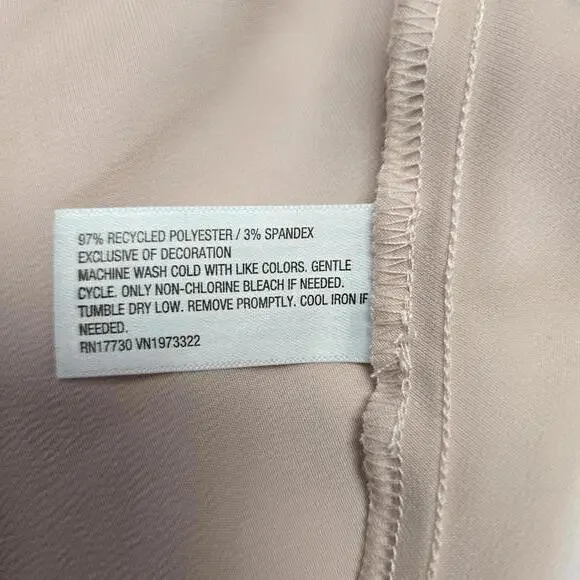 97% RECYCLED POLYESTER / 3% SPANDEX
EXCLUSIVE OF DECORATION
MACHINE WASH COLD WITH LIKE COLORS. GENTLE
CYCLE. ONLY NON-CHLORINE BLEACH IF NEEDED.
TUMBLE DRY LOW. REMOVE PROMPTLY. COOL IRON IF
NEEDED.
RN17730 VN1973322